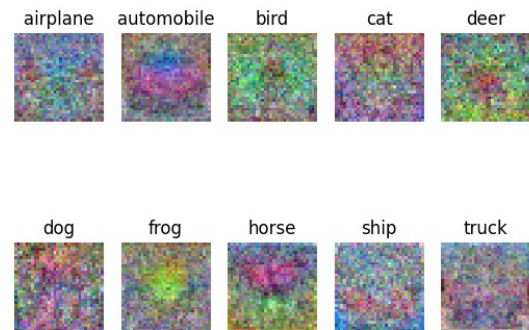 airplane automobile bird cat deer
dog frog horse ship truck